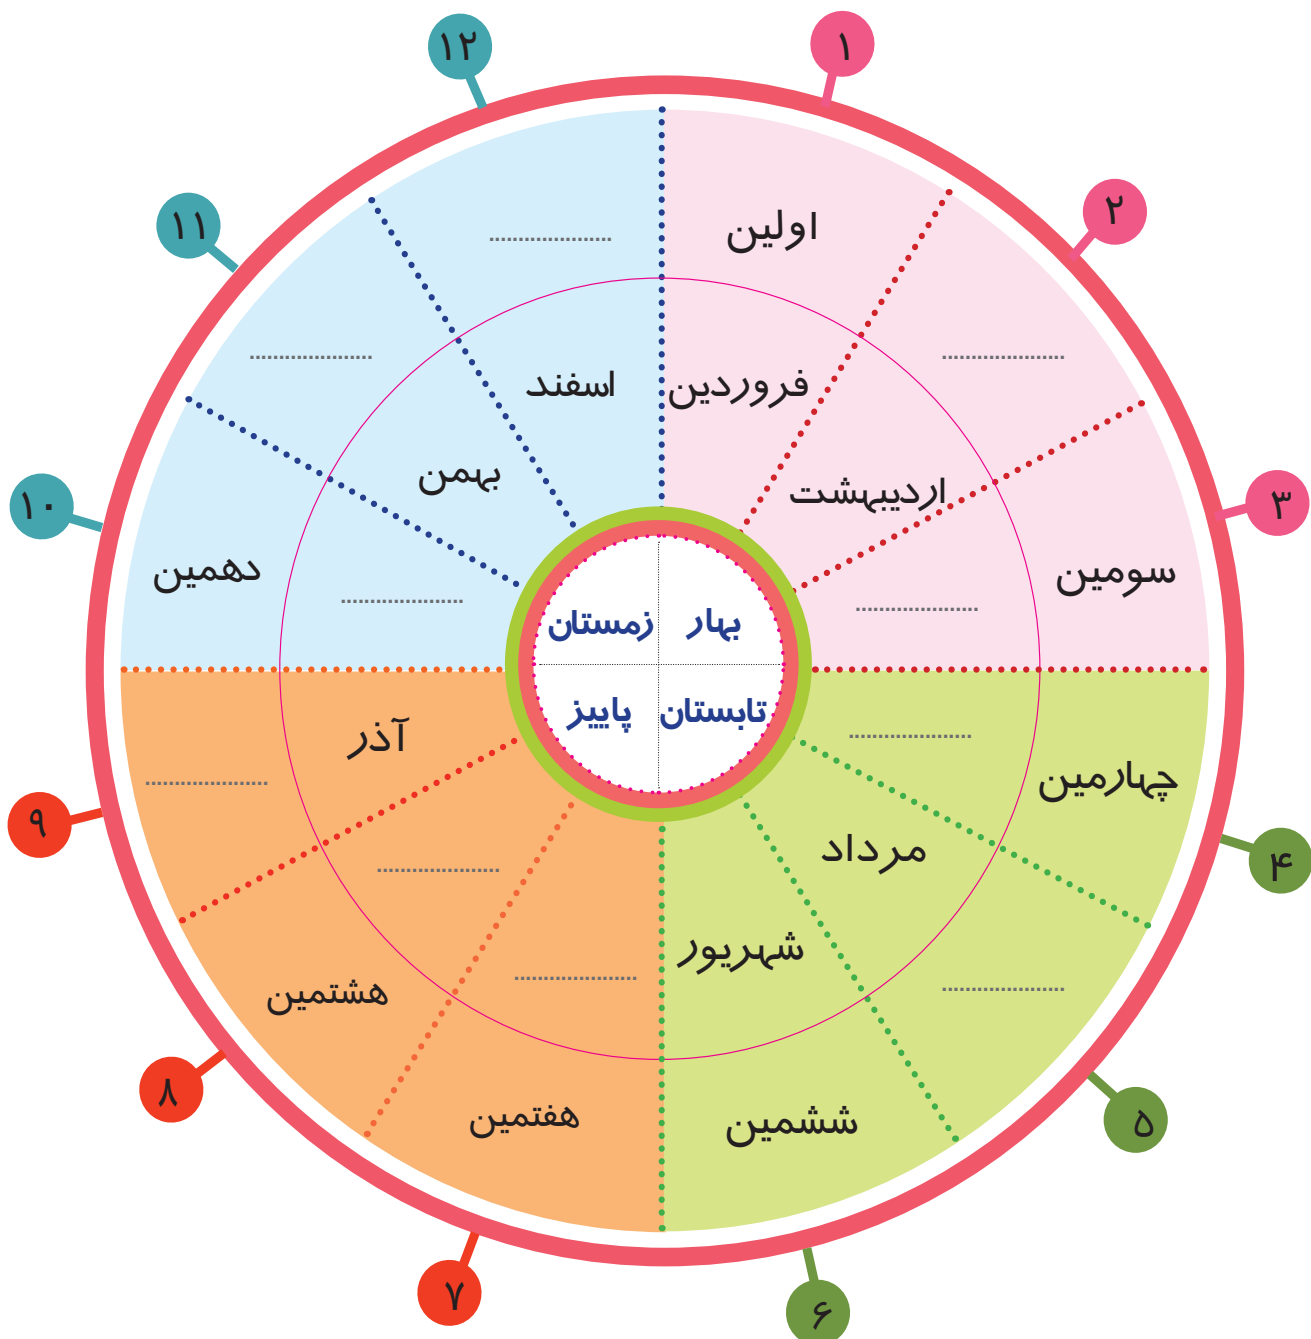 ۱۲
۱
۱۱
۲
اولین
....................
....................
....................
فروردین
اسفند
بهمن
اردیبهشت
۱۰
۳
دهمین
سومین
....................
....................
بهار
زمستان
تابستان
پاییز
آذر
....................
چهارمین
....................
۹
۴
مرداد
....................
شهریور
....................
هشتمین
....................
۸
۵
ششمین
هفتمین
۷
۶